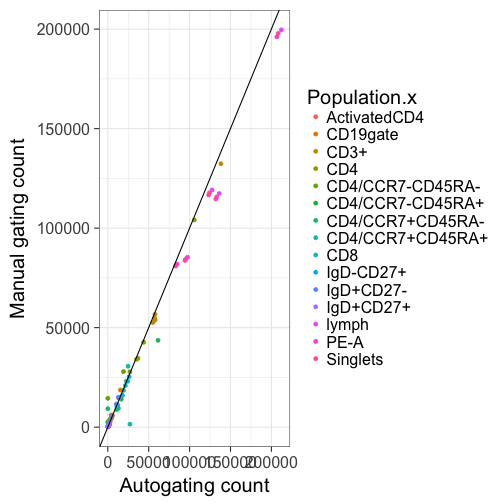 200000
150000
100000
50000
0
0 50000 100000 150000 200000
Autogating count
Manual gating count
Population.x
ActivatedCD4
CD19gate
CD3+
CD4
CD4/CCR7-CD45RA-
CD4/CCR7-CD45RA+
CD4/CCR7+CD45RA-
CD4/CCR7+CD45RA+
CD8
IgD-CD27+
IgD+CD27-
IgD+CD27+
lymph
PE-A
Singlets